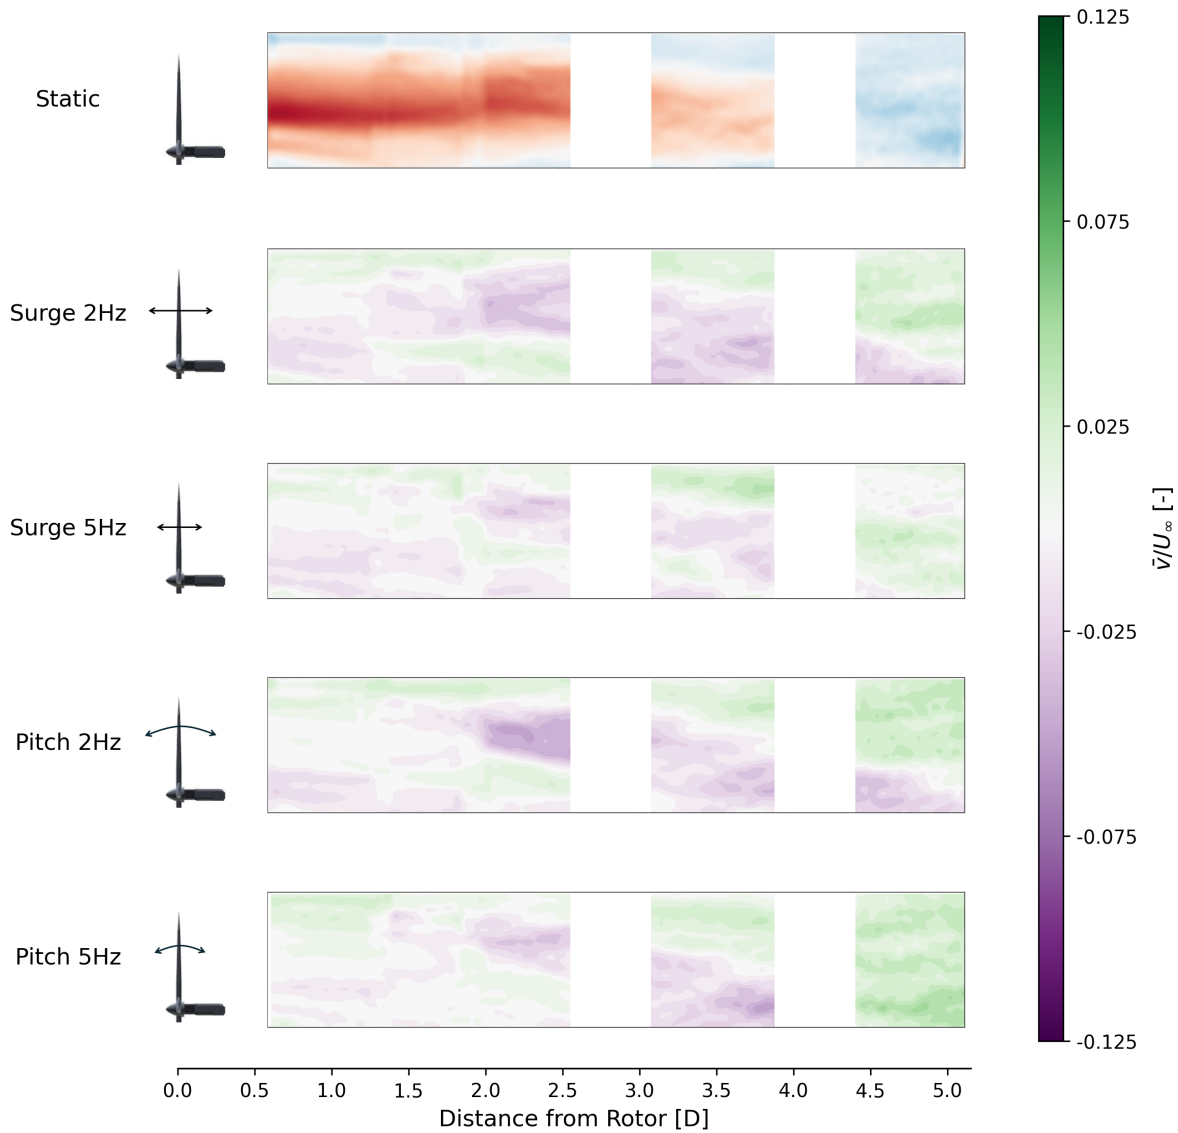 Static
Surge 2Hz
Surge 5Hz
Pitch 2Hz
Pitch 5Hz
0.0 0.5 1.0 1.5 2.0 2.5 3.0 3.5 4.0 4.5 5.0
Distance from Rotor [D]
0.125
0.075
0.025
-0.025
-0.075
-0.125
v̄/U∞ [-]